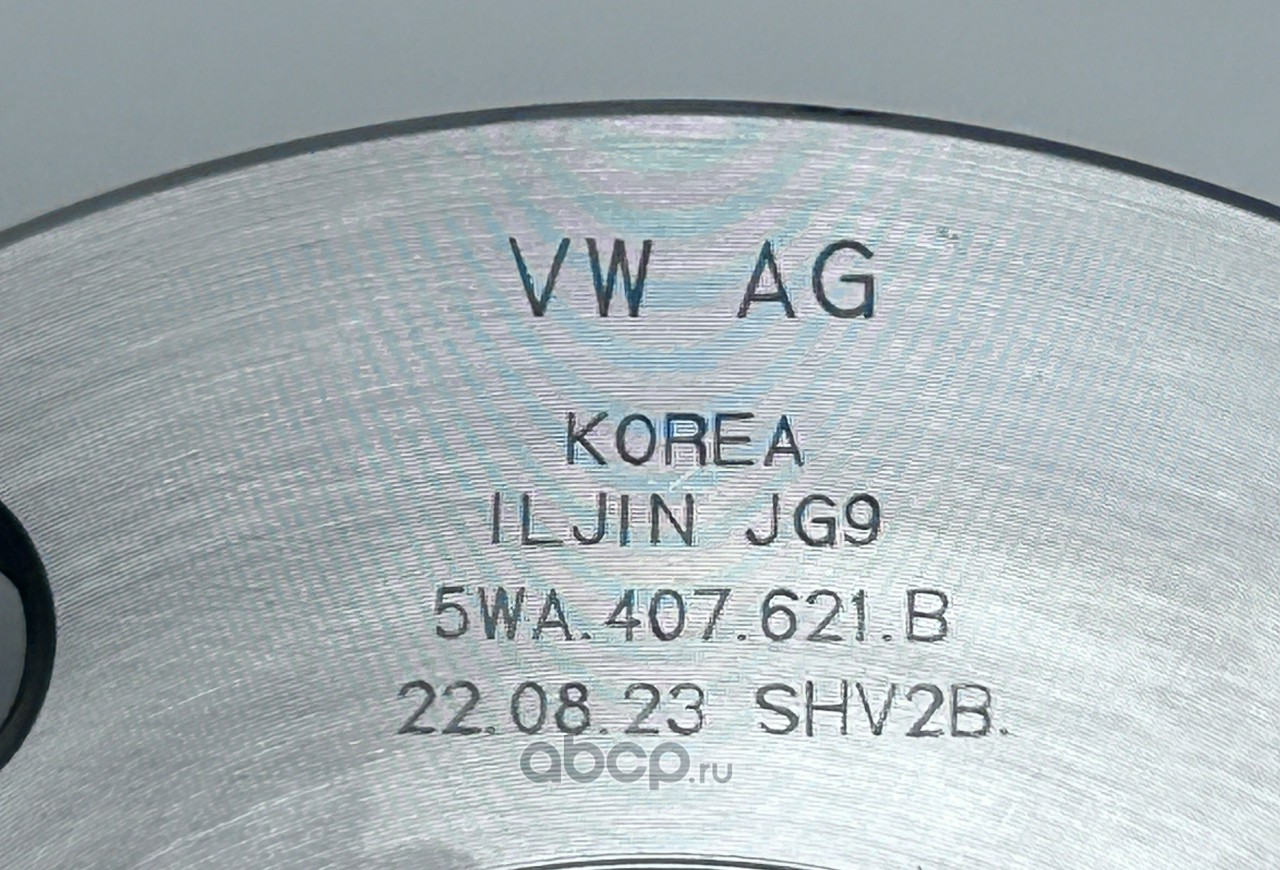 VW AG
KOREA
ILJIN JG9
5WA.407.621.B
22.08.23 SHV2B.
abcp.ru